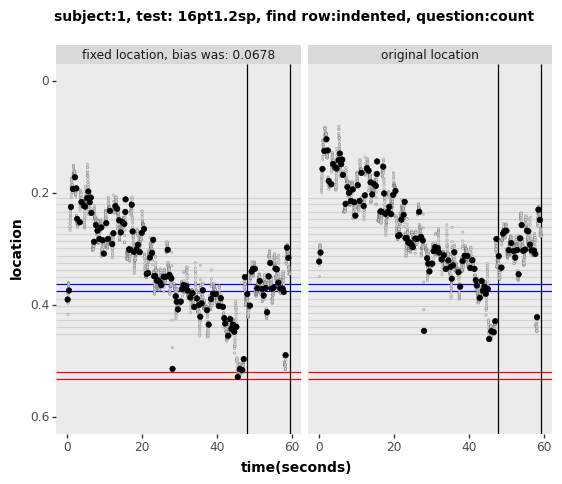 subject:1, test: 16pt1.2sp, find row:indented, question:count
fixed location, bias was: 0.0678
original location
0
0.2
0.4
0.6
location
0
20
40
60
0
20
40
60
time(seconds)